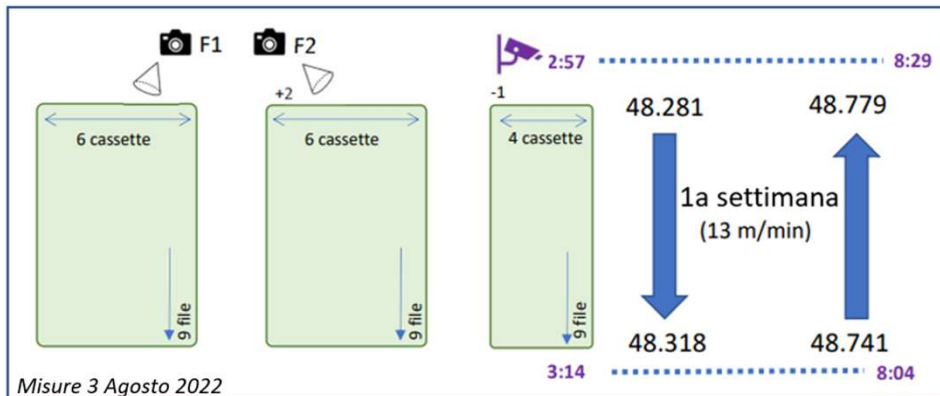 F1
F2
2:57
8:29
+2
-1
6 cassette
6 cassette
4 cassette
48.281
48.779
1a settimana
(13 m/min)
9 file
9 file
9 file
48.318
48.741
3:14
8:04
Misure 3 Agosto 2022